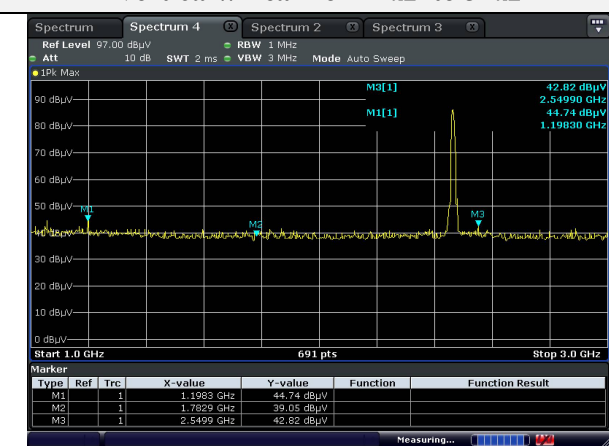 Spectrum Spectrum 4 Spectrum 2 Spectrum 3
Ref Level 97.00 dBµV RBW 1 MHz
Att 10 dB SWT 2 ms VBW 3 MHz Mode Auto Sweep
1Pk Max
M3[1] 42.82 dBµV
2.54990 GHz
M1[1] 44.74 dBµV
1.19830 GHz
90 dBµV
80 dBµV
70 dBµV
60 dBµV
50 dBµV
M1
M2
M3
30 dBµV
20 dBµV
10 dBµV
0 dBµV
Start 1.0 GHz 691 pts Stop 3.0 GHz
Marker
Type Ref Trc X-value Y-value Function Function Result
M1 1 1.1983 GHz 44.74 dBµV
M2 1 1.7829 GHz 39.05 dBµV
M3 1 2.5499 GHz 42.82 dBµV
Measuring...